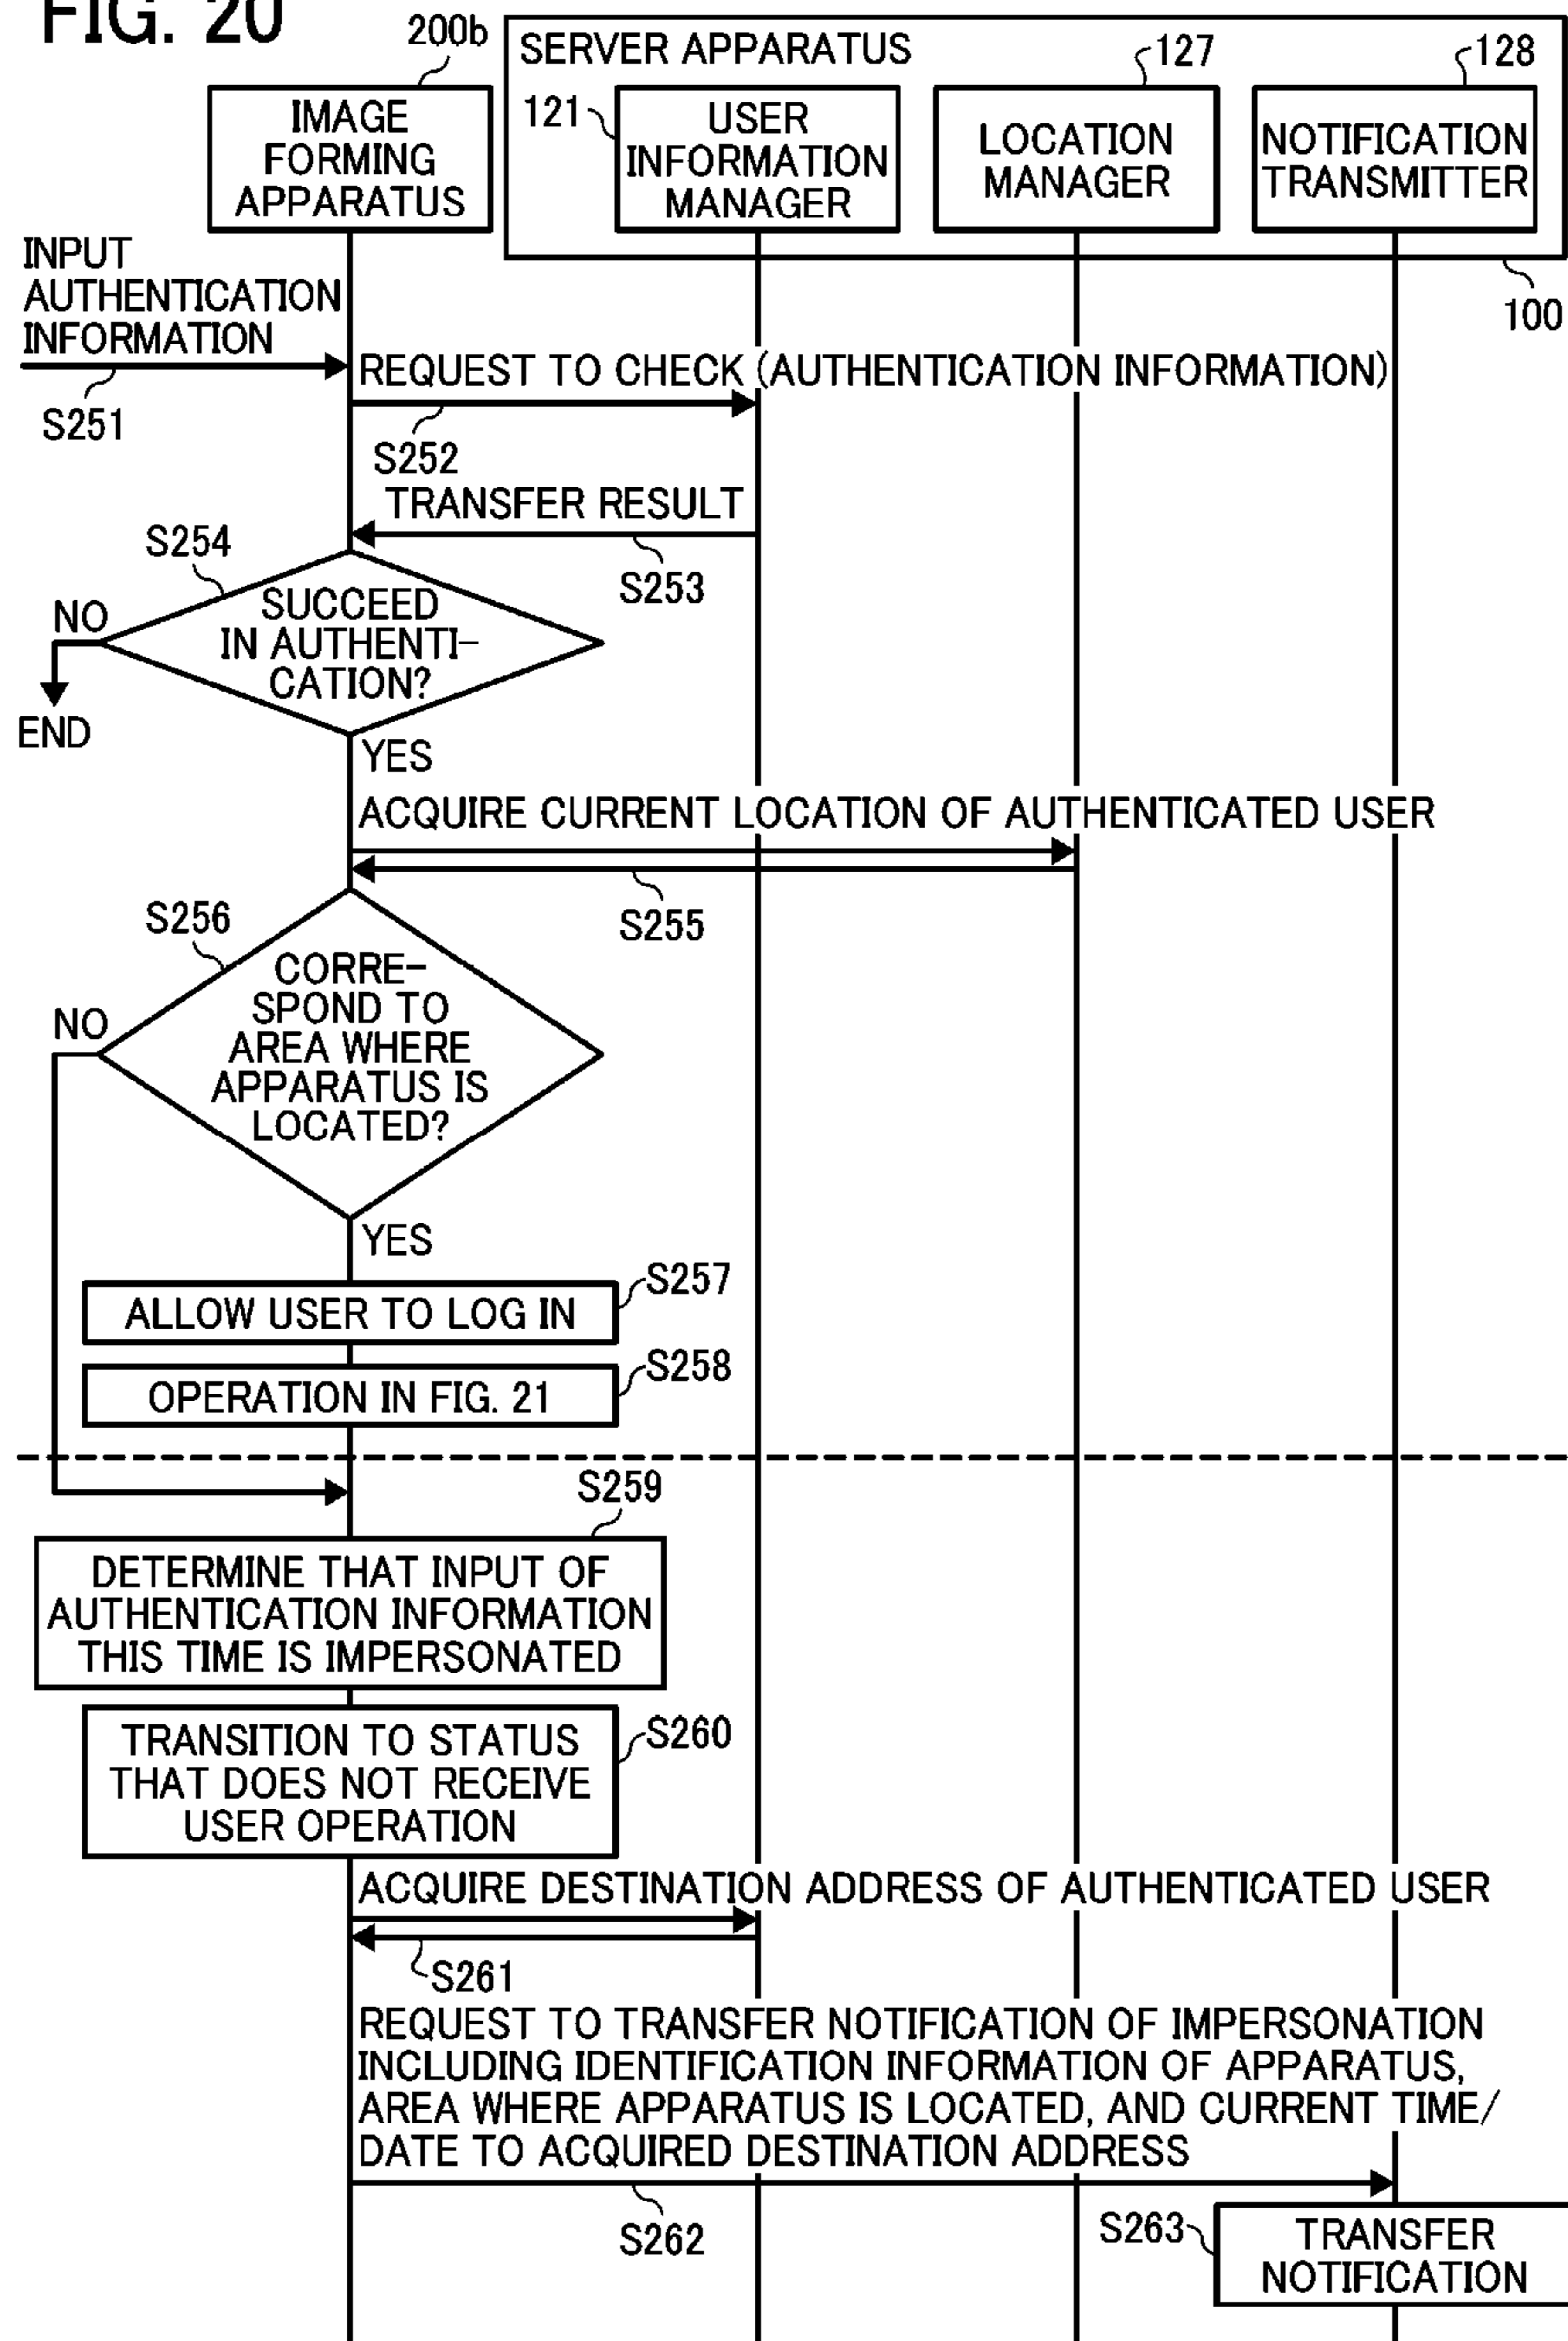 FIG. 20
200b
SERVER APPARATUS
127
128
121
IMAGE
FORMING
APPARATUS
USER
INFORMATION
MANAGER
LOCATION
MANAGER
NOTIFICATION
TRANSMITTER
100
INPUT
AUTHENTICATION
INFORMATION
S251
REQUEST TO CHECK (AUTHENTICATION INFORMATION)
S252
TRANSFER RESULT
S253
S254
SUCCEED
IN AUTHENTI-
CATION?
NO
END
YES
ACQUIRE CURRENT LOCATION OF AUTHENTICATED USER
S255
S256
CORRE-
SPOND TO
AREA WHERE
APPARATUS IS
LOCATED?
NO
YES
ALLOW USER TO LOG IN
S257
OPERATION IN FIG. 21
S258
S259
DETERMINE THAT INPUT OF
AUTHENTICATION INFORMATION
THIS TIME IS IMPERSONATED
TRANSITION TO STATUS
THAT DOES NOT RECEIVE
USER OPERATION
S260
ACQUIRE DESTINATION ADDRESS OF AUTHENTICATED USER
S261
REQUEST TO TRANSFER NOTIFICATION OF IMPERSONATION
INCLUDING IDENTIFICATION INFORMATION OF APPARATUS,
AREA WHERE APPARATUS IS LOCATED, AND CURRENT TIME/
DATE TO ACQUIRED DESTINATION ADDRESS
S262
S263
TRANSFER
NOTIFICATION